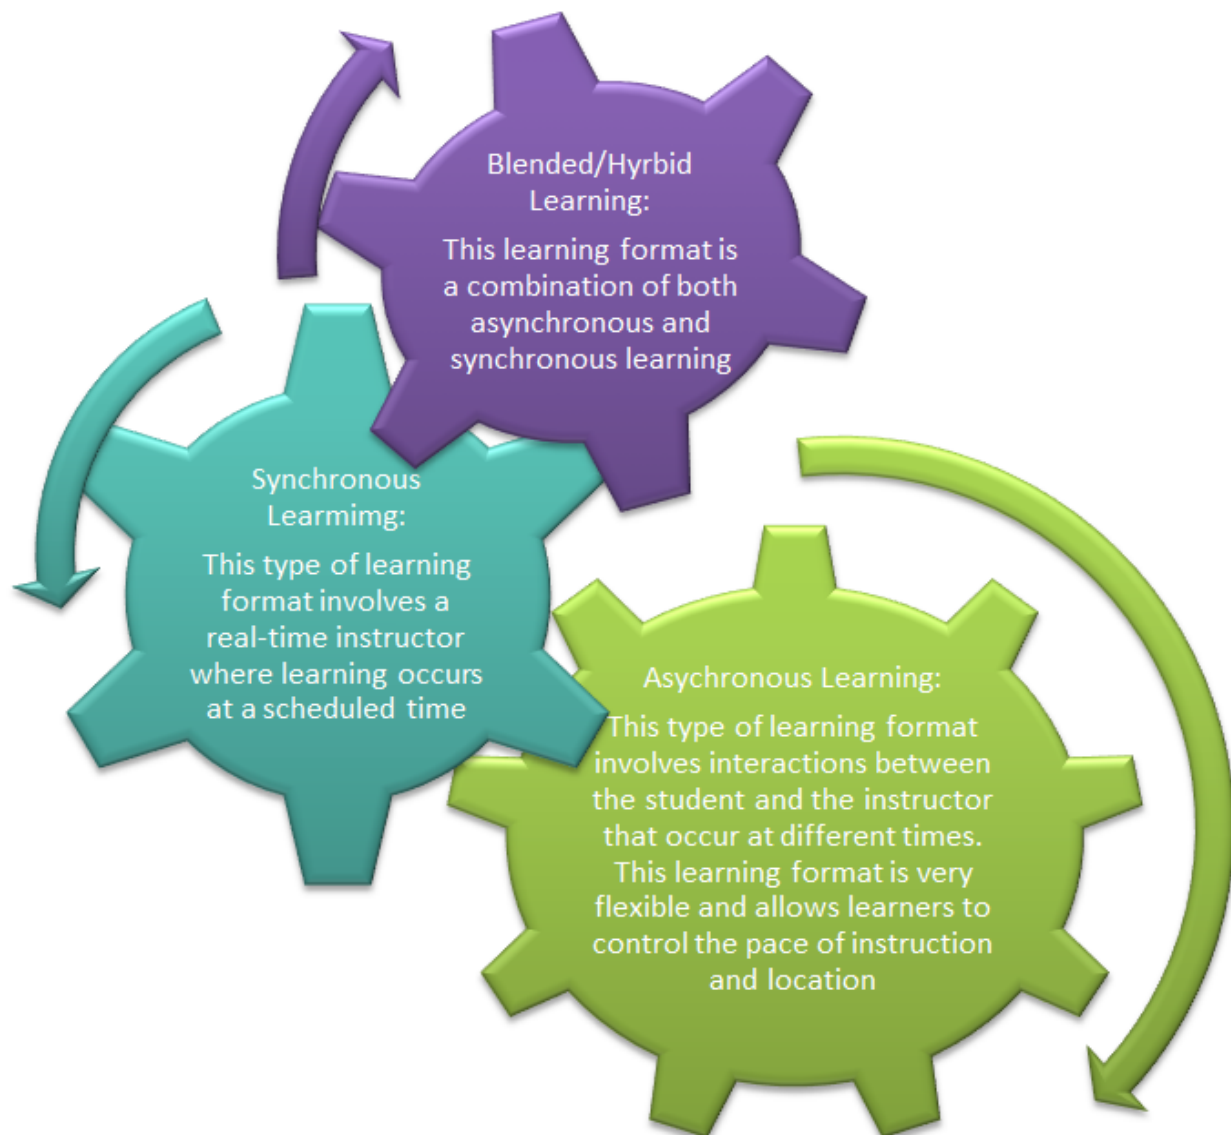 Blended/Hyrbid
Learning:
This learning format is
a combination of both
asynchronous and
synchronous learning
Synchronous
Learmimg:
This type of learning
format involves a
real-time instructor
where learning occurs
at a scheduled time
Asychronous Learning:
This type of learning format
involves interactions between
the student and the instructor
that occur at different times.
This learning format is very
flexible and allows learners to
control the pace of instruction
and location